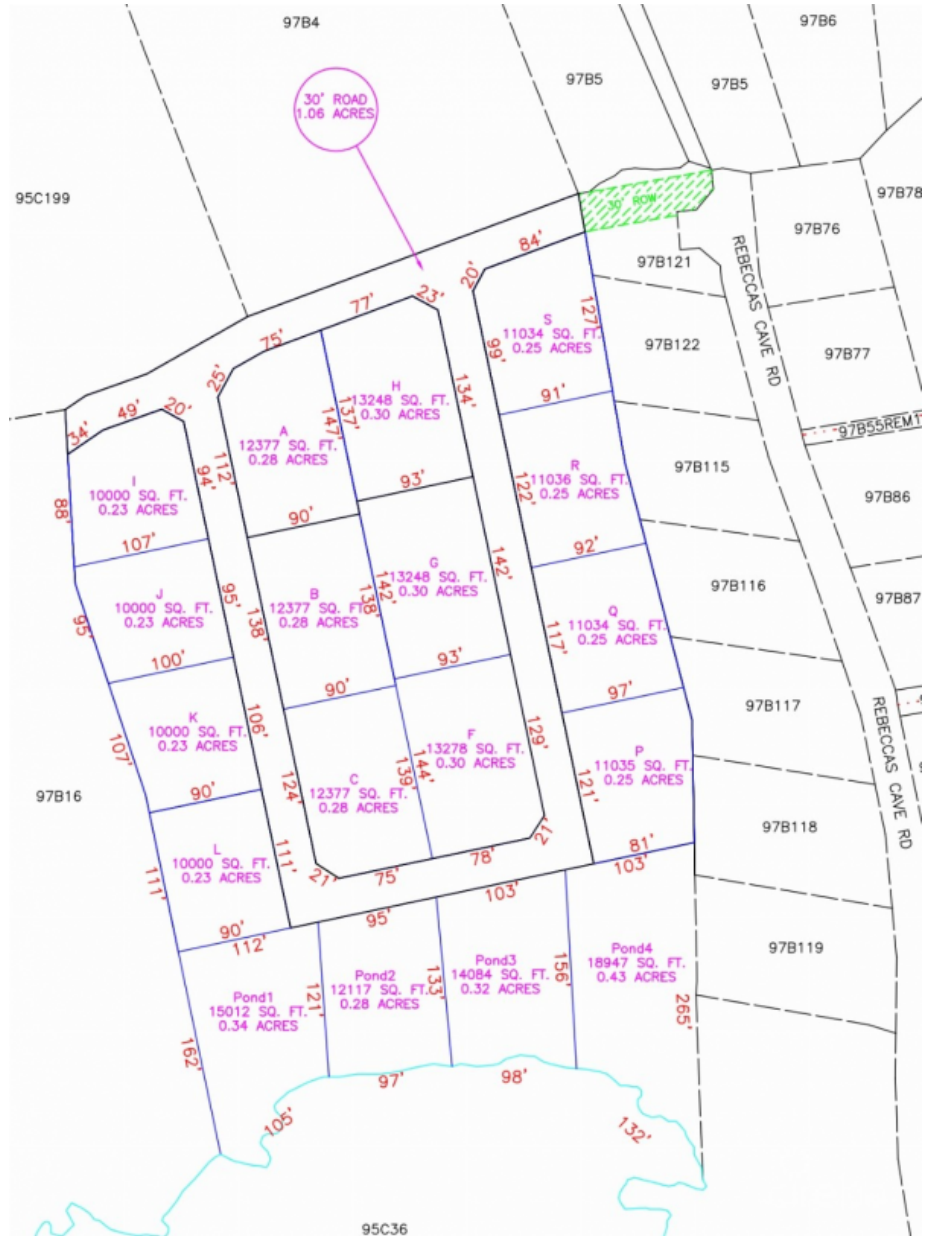 97B4
97B6
97B5
97B5
30' ROAD
1.06 ACRES
95C199
97B78
30' ROW
97B76
84'
97B121
REBECCAS CAVE RD
20'
23'
77'
127'
S
11034 SQ. FT.
0.25 ACRES
97B122
97B77
75'
99'
25'
H
13248 SQ. FT.
0.30 ACRES
134'
137'
147'
91'
49'
20'
34'
A
12377 SQ. FT.
0.28 ACRES
97B55REM1
112'
94'
I
10000 SQ. FT.
0.23 ACRES
88'
93'
R
11036 SQ. FT.
0.25 ACRES
97B115
122'
97B86
90'
107'
92'
G
13248 SQ. FT.
0.30 ACRES
142'
142'
138'
J
10000 SQ. FT.
0.23 ACRES
95'
95'
B
12377 SQ. FT.
0.28 ACRES
138'
Q
11034 SQ. FT.
0.25 ACRES
117'
97B116
97B87
100'
93'
90'
97'
97B117
REBECCAS CAVE RD
K
10000 SQ. FT.
0.23 ACRES
107'
106'
F
13278 SQ. FT.
0.30 ACRES
129'
144'
139'
P
11035 SQ. FT.
0.25 ACRES
121'
C
12377 SQ. FT.
0.28 ACRES
124'
90'
97B16
97B118
L
10000 SQ. FT.
0.23 ACRES
111'
111'
21'
81'
78'
21'
75'
103'
103'
95'
90'
112'
97B119
Pond4
18947 SQ. FT.
0.43 ACRES
Pond3
14084 SQ. FT.
0.32 ACRES
156'
Pond2
12117 SQ. FT.
0.28 ACRES
133'
Pond1
15012 SQ. FT.
0.34 ACRES
121'
265'
162'
97'
98'
105'
132'
95C36